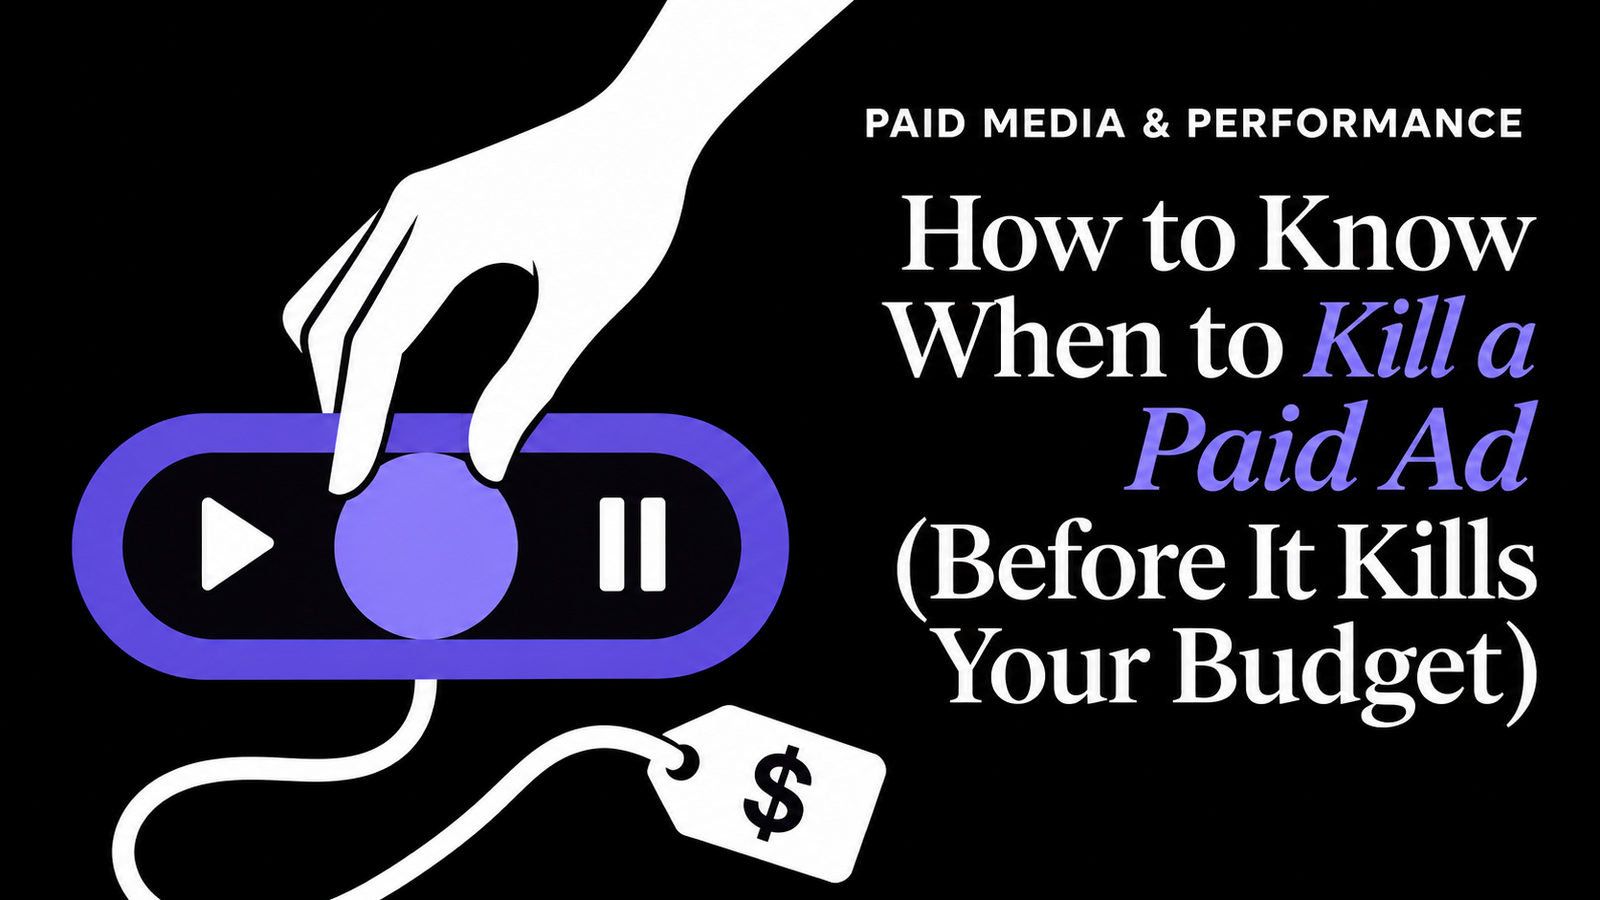 PAID MEDIA & PERFORMANCE
How to Know
When to Kill a
Paid Ad
(Before It Kills
Your Budget)
$